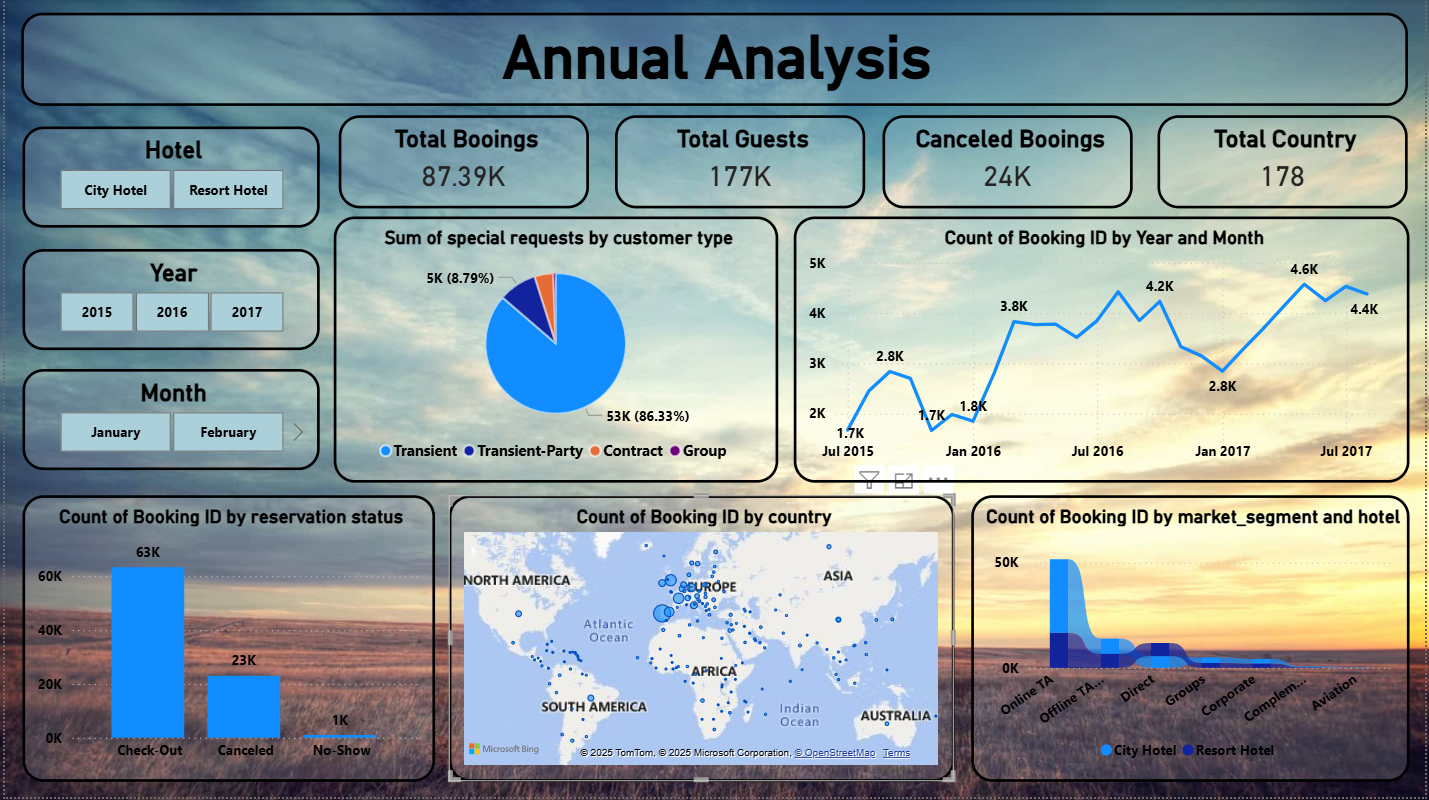 Annual Analysis
Hotel
City Hotel
Resort Hotel
Total Booings
87.39K
Total Guests
177K
Canceled Booings
24K
Total Country
178
Year
2015
2016
2017
Month
January
February
Sum of special requests by customer type
5K (8.79%)
53K (86.33%)
Transient
Transient-Party
Contract
Group
Count of Booking ID by Year and Month
5K
4K
3K
2K
1.7K
2.8K
1.7K
1.8K
3.8K
4.2K
2.8K
4.6K
4.4K
Jul 2015
Jan 2016
Jul 2016
Jan 2017
Jul 2017
Count of Booking ID by reservation status
60K
40K
20K
0K
63K
23K
1K
Check-Out
Canceled
No-Show
Count of Booking ID by country
NORTH AMERICA
EUROPE
ASIA
Atlantic
Ocean
AFRICA
SOUTH AMERICA
Indian
Ocean
AUSTRALIA
Microsoft Bing
© 2025 TomTom, © 2025 Microsoft Corporation, © OpenStreetMap Terms
Count of Booking ID by market_segment and hotel
50K
0K
Online TA
Offline TA...
Direct
Groups
Corporate
Complem...
Aviation
City Hotel
Resort Hotel